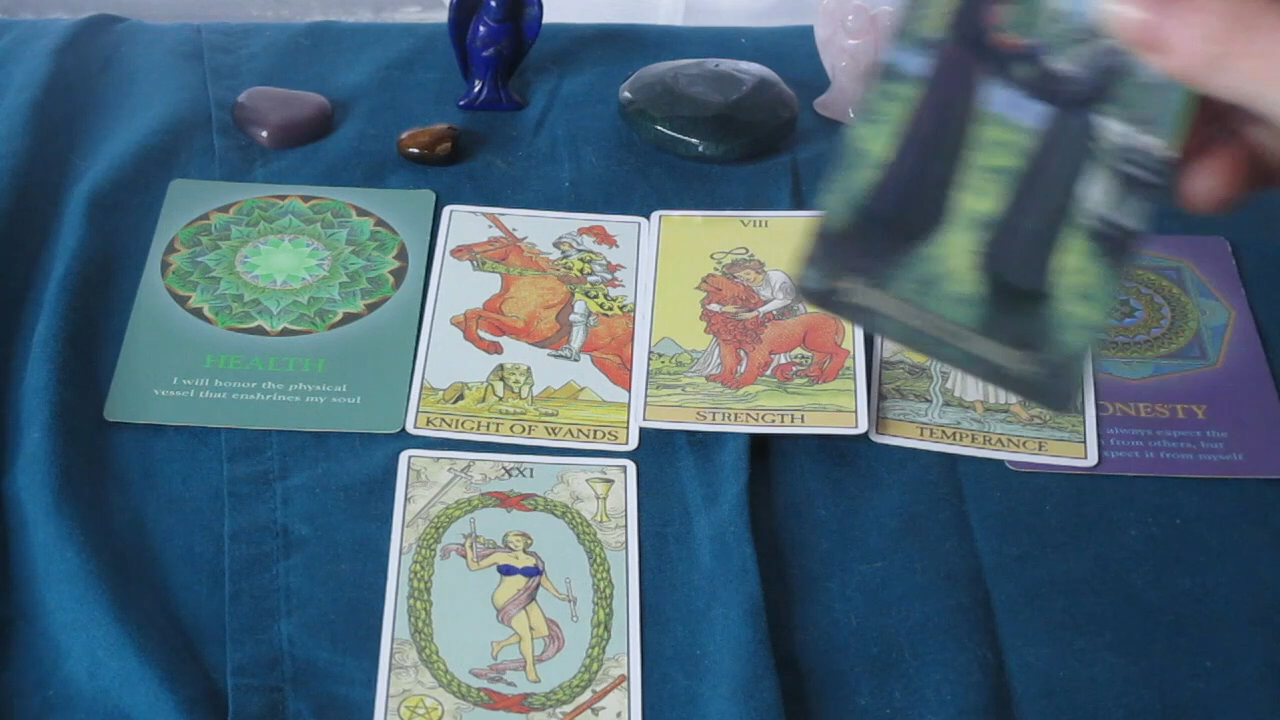 HEALTH
I will honor the physical
vessel that enshrines my soul
KNIGHT OF WANDS
VIII
STRENGTH
TEMPERANCE
ONESTY
always expect the
from others, but
xpect it from myself
XXI